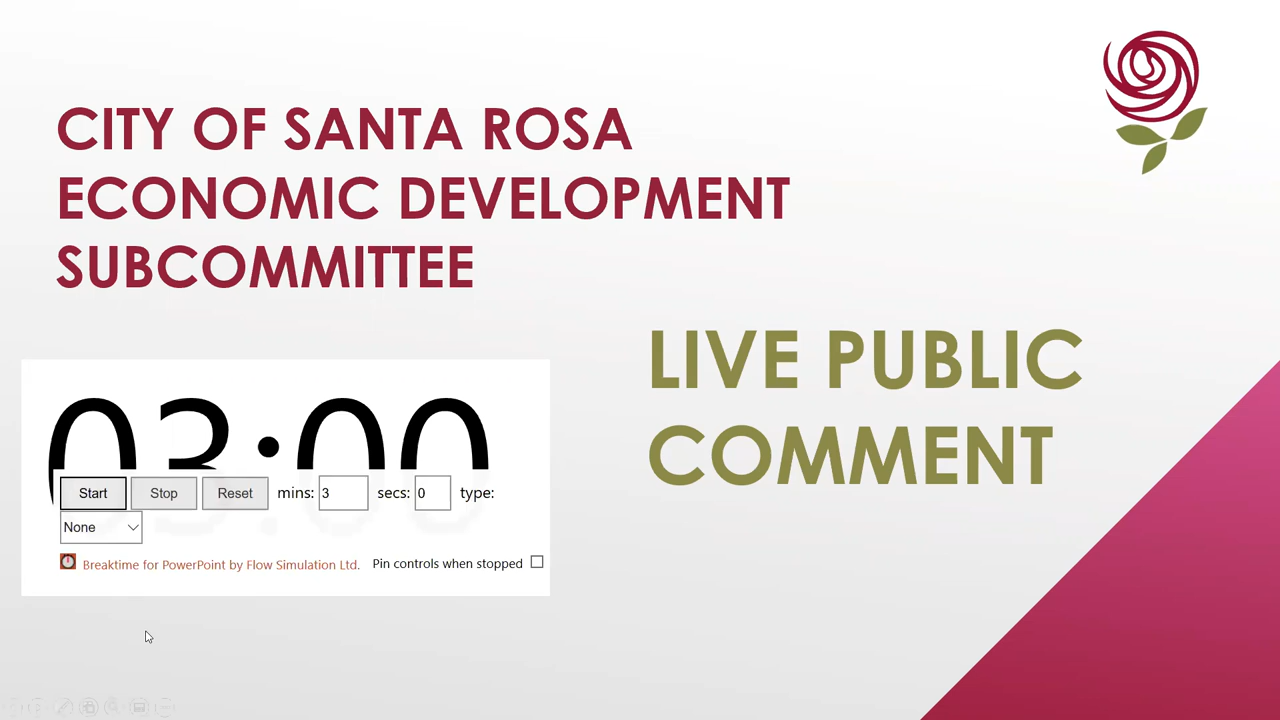 CITY OF SANTA ROSA
ECONOMIC DEVELOPMENT
SUBCOMMITTEE
LIVE PUBLIC
COMMENT
03:00
Start Stop Reset mins: 3 secs: 0 type:
None
Breaktime for PowerPoint by Flow Simulation Ltd. Pin controls when stopped